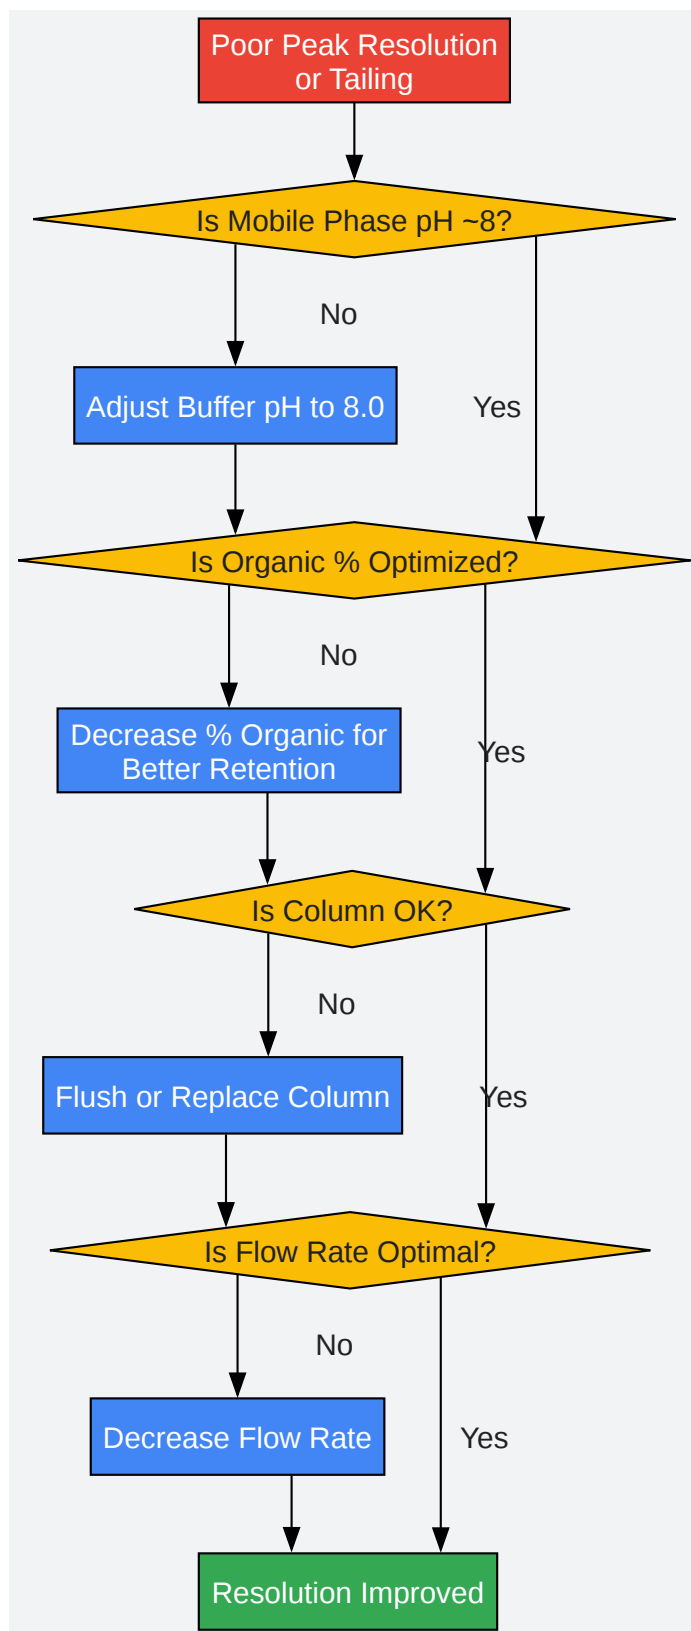 Poor Peak Resolution
or Tailing
Is Mobile Phase pH ~8?
No
Adjust Buffer pH to 8.0
Yes
Is Organic % Optimized?
No
Decrease % Organic for
Better Retention
Yes
Is Column OK?
No
Flush or Replace Column
Yes
Is Flow Rate Optimal?
No
Decrease Flow Rate
Yes
Resolution Improved